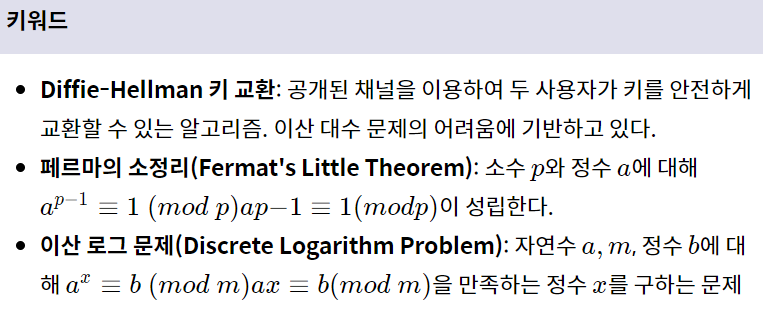 키워드
• Diffie-Hellman 키 교환: 공개된 채널을 이용하여 두 사용자가 키를 안전하게
교환할 수 있는 알고리즘. 이산 대수 문제의 어려움에 기반하고 있다.
• 페르마의 소정리(Fermat's Little Theorem): 소수 p와 정수 a에 대해
a^{p−1} ≡ 1 (mod p)ap−1 ≡ 1(modp)이 성립한다.
• 이산 로그 문제(Discrete Logarithm Problem): 자연수 a, m, 정수 b에 대
해 a^x ≡ b (mod m)ax ≡ b(mod m)을 만족하는 정수 x를 구하는 문제